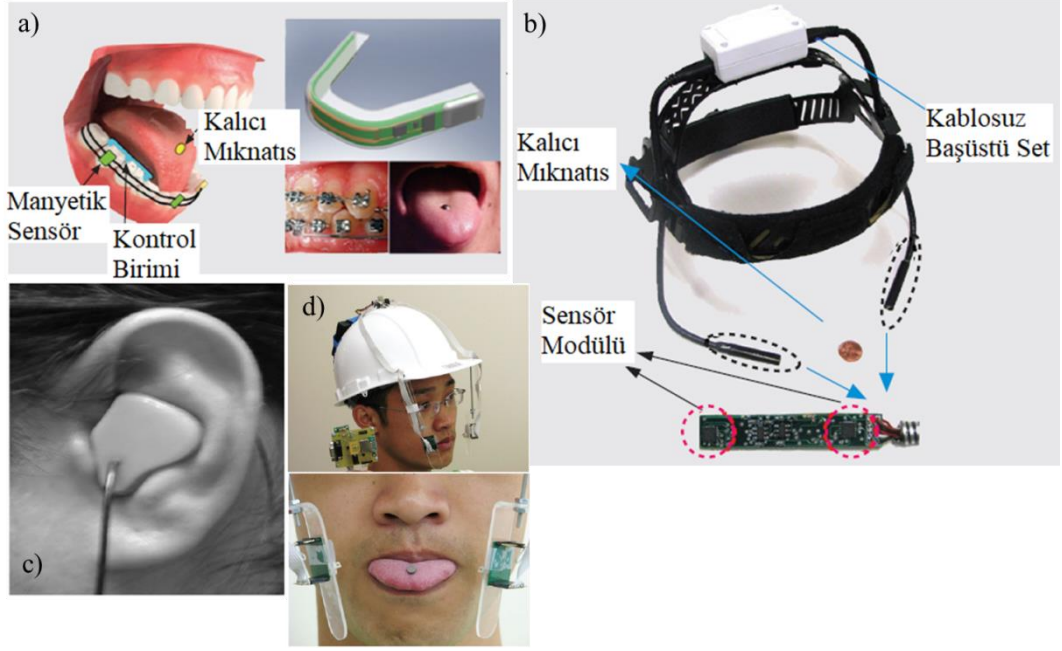 a)
Kalıcı
Mıknatıs
Manyetik
Sensör
Kontrol
Birimi
b)
Kablosuz
Başüstü Set
Kalıcı
Mıknatıs
Sensör
Modülü
c)
d)